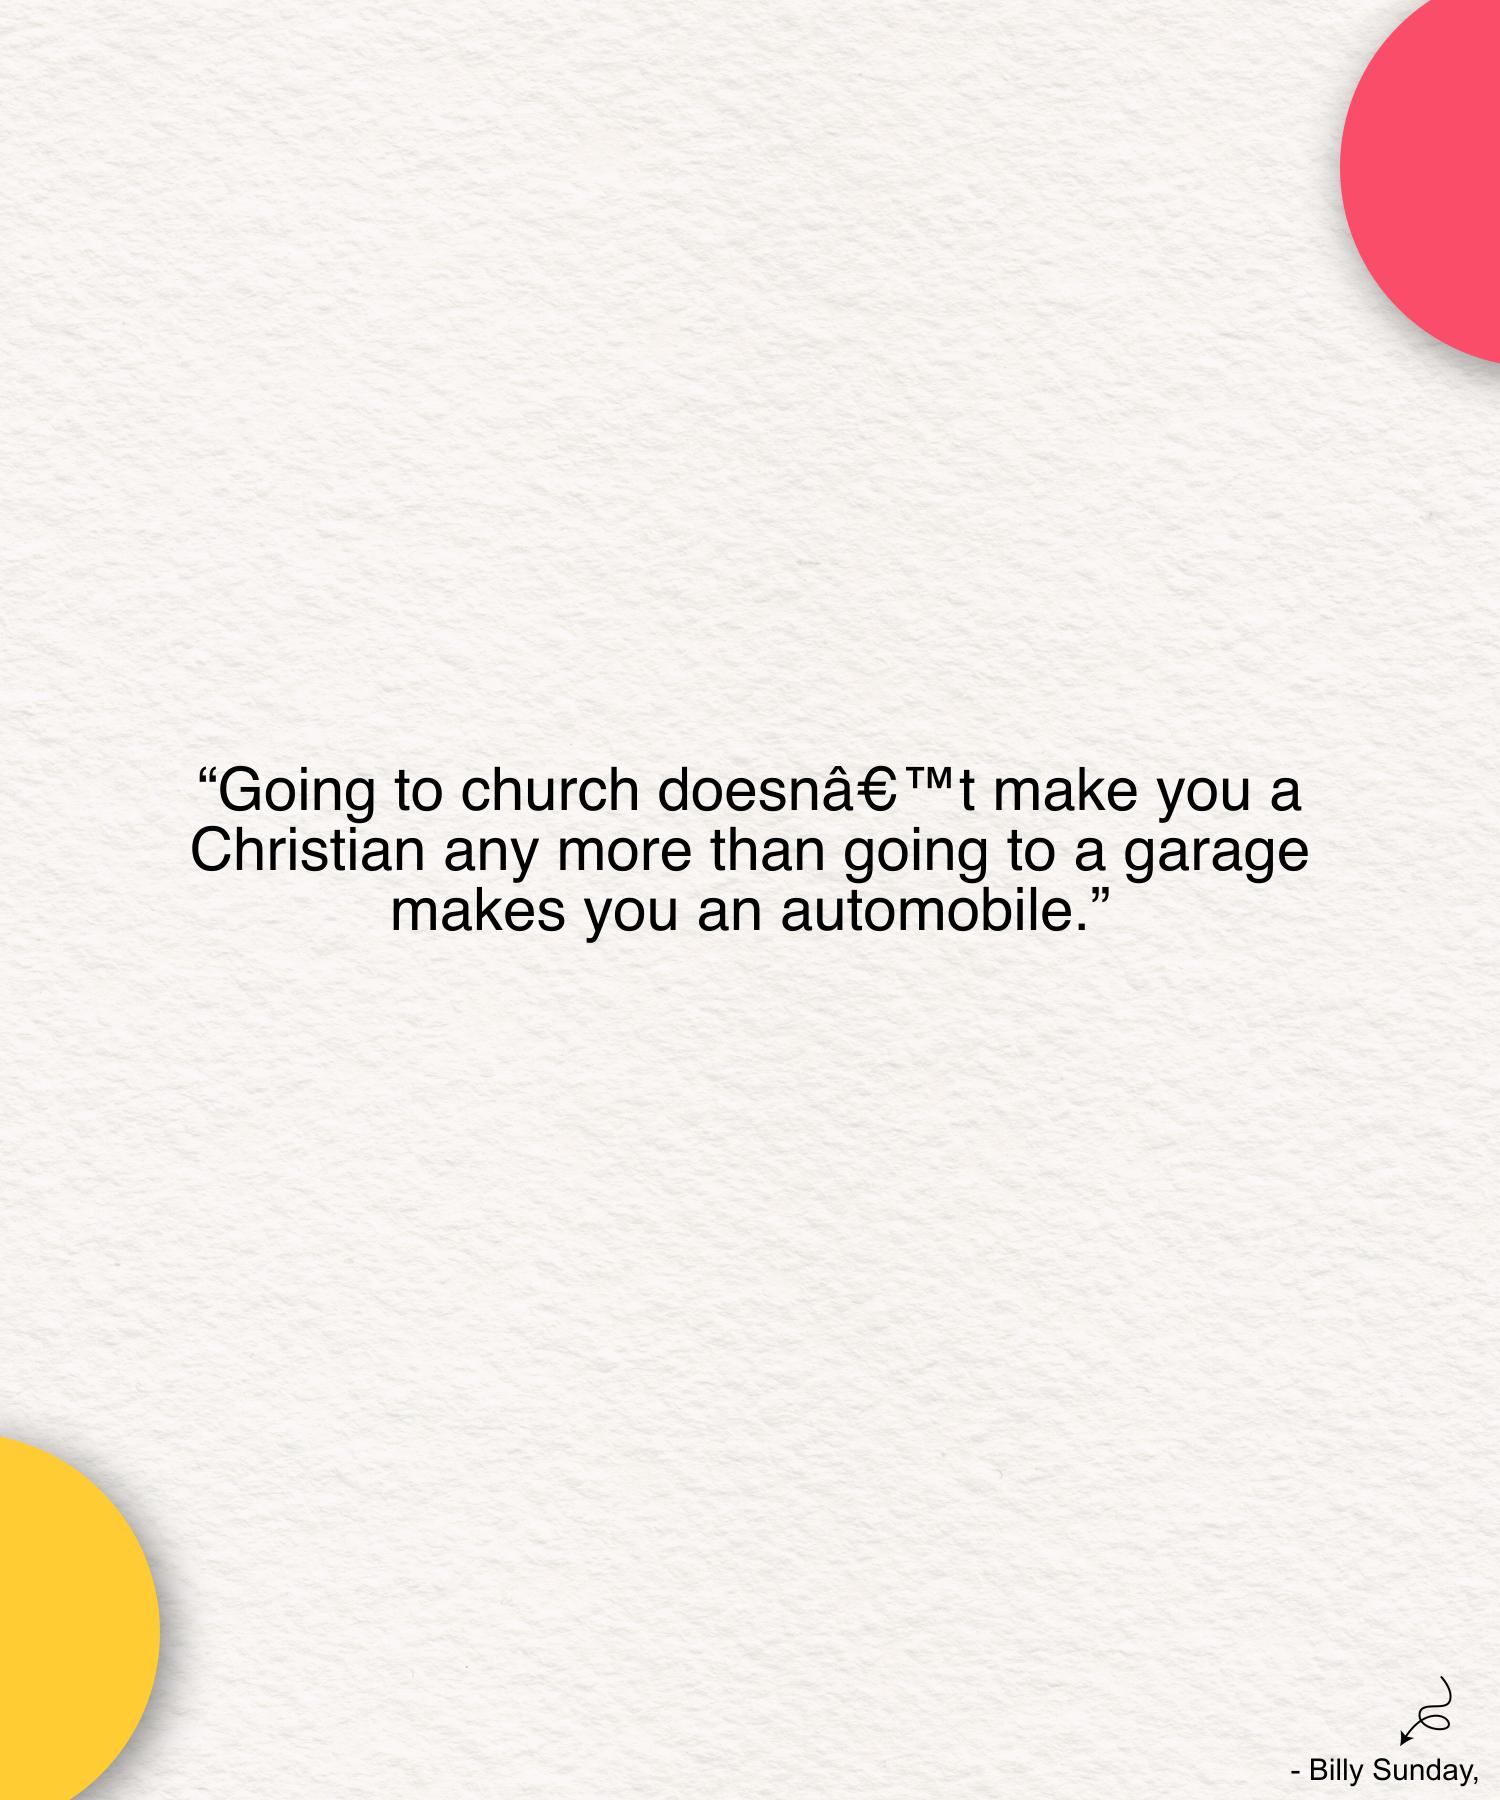 “Going to church doesnâ€™t make you a
Christian any more than going to a garage
makes you an automobile.”
- Billy Sunday,